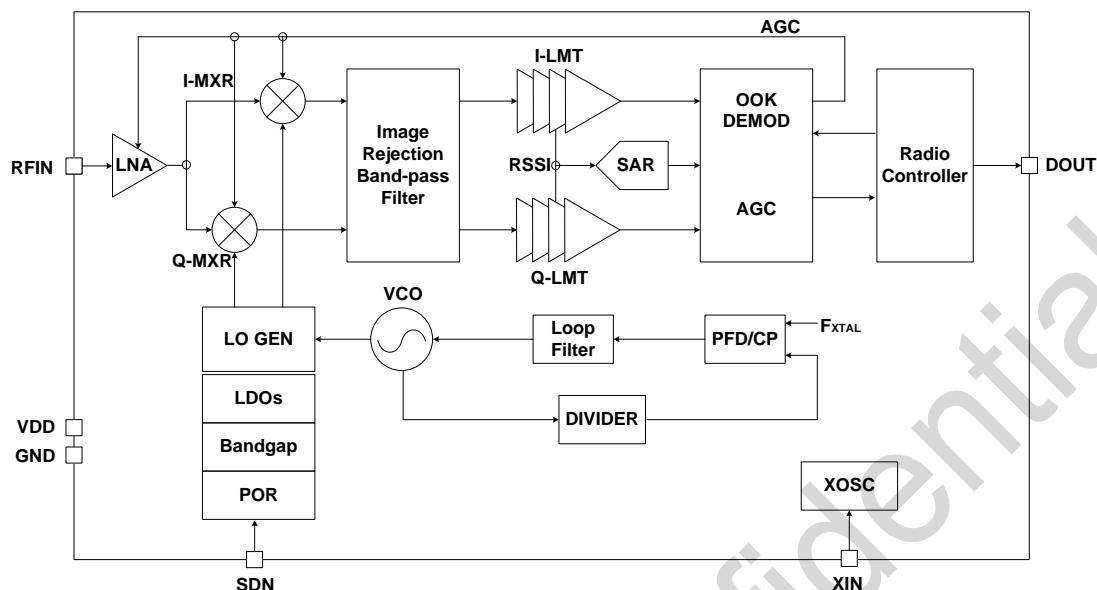 AGC
I-LMT
I-MXR
OOK
DEMOD
Image
Rejection
Band-pass
Filter
RFIN
LNA
RSSI
SAR
Radio
Controller
DOUT
AGC
Q-MXR
Q-LMT
VCO
LO GEN
Loop
Filter
PFD/CP
FXTAL
LDOs
DIVIDER
VDD
Bandgap
GND
POR
XOSC
SDN
XIN
fidential